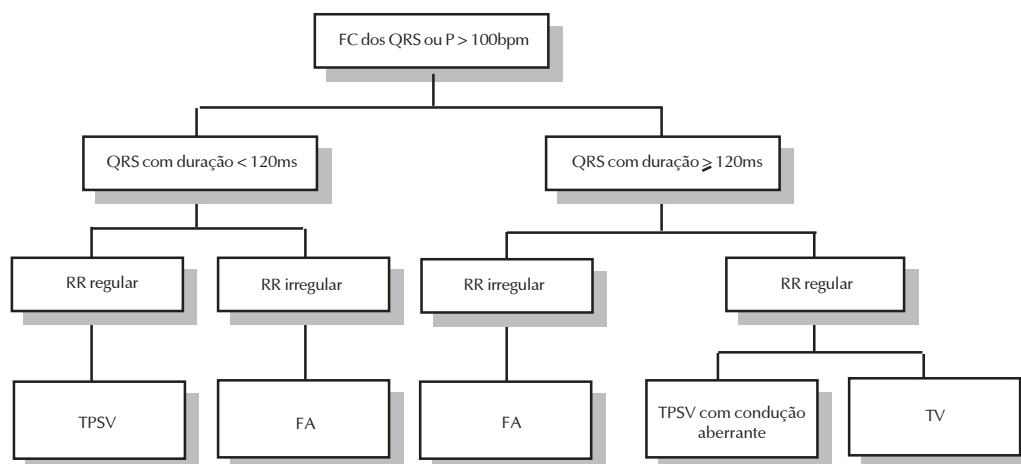 FC dos QRS ou P > 100bpm
QRS com duração < 120ms
QRS com duração ≥ 120ms
RR regular
RR irregular
RR irregular
RR regular
TPSV
FA
FA
TPSV com condução
aberrante
TV